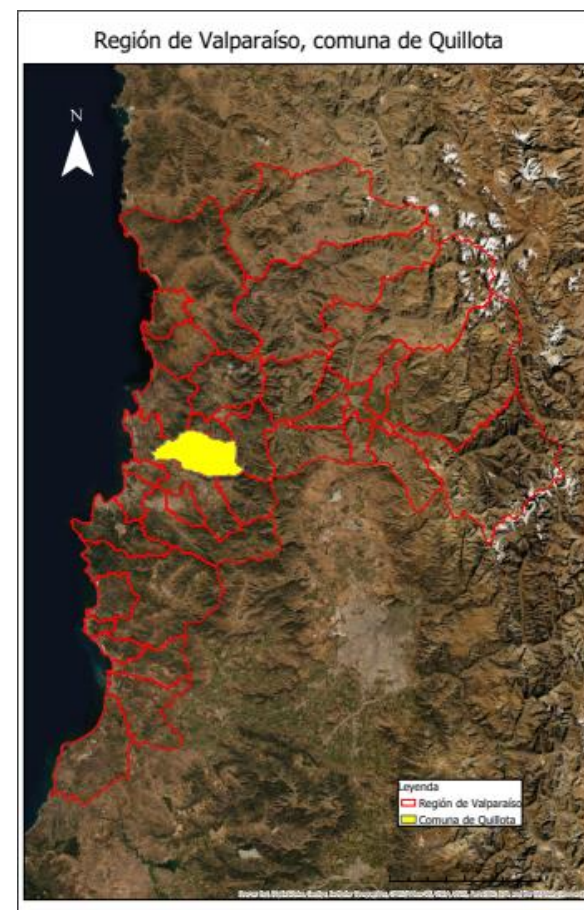 Región de Valparaíso, comuna de Quillota
N
Leyenda
Región de Valparaíso
Comuna de Quillota